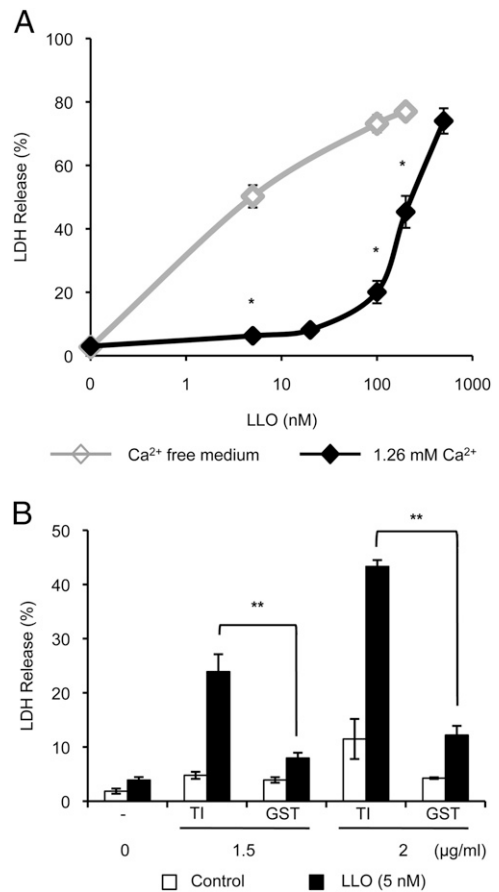 A
LDH Release (%)
100
80
60
40
20
0
*
*
*
0 1 10 100 1000
LLO (nM)
Ca²⁺ free medium 1.26 mM Ca²⁺
B
LDH Release (%)
50
40
30
20
10
0
** **
- TI GST TI GST
0 1.5 2 (µg/ml)
Control LLO (5 nM)